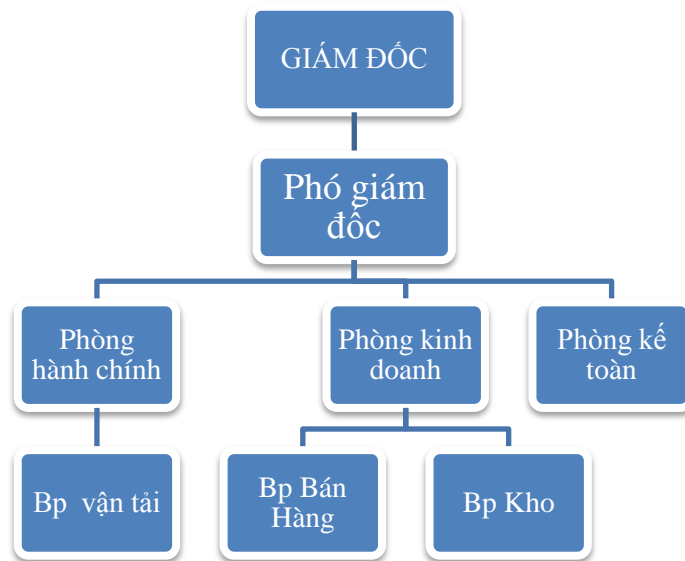 GIÁM ĐỐC
Phó giám
đốc
Phòng
hành chính
Phòng kinh
doanh
Phòng kế
toàn
Bp vận tải
Bp Bán
Hàng
Bp Kho